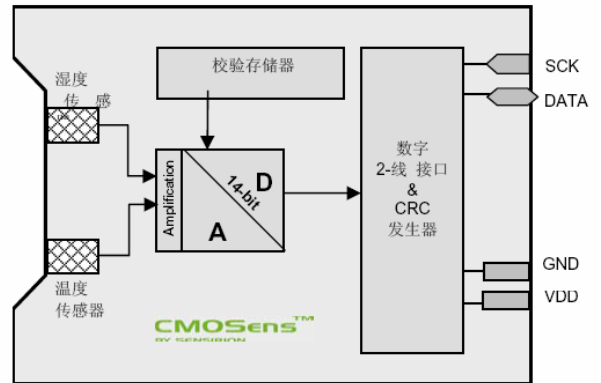 湿度
传 感
校验存储器
SCK
DATA
Amplification
14-bit
D
A
数字
2-线 接口
&
CRC
发生器
GND
VDD
温度
传感器
CMOSens™
BY SENSIRION